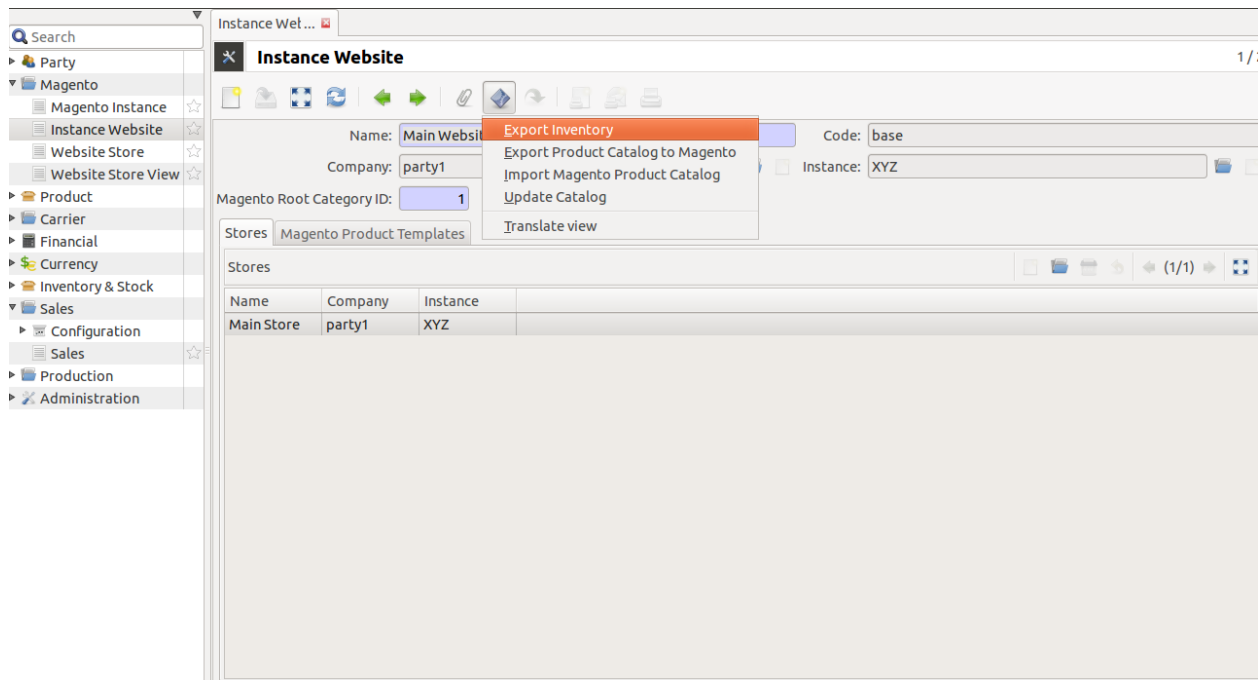 Instance Wet ...
Search
Instance Website
1 /
Party
Magento
Magento Instance
Instance Website
Website Store
Website Store View
Product
Carrier
Financial
Currency
Inventory & Stock
Sales
Configuration
Sales
Production
Administration
Name: Main Websit
Code: base
Company: party1
Instance: XYZ
Magento Root Category ID: 1
Export Inventory
Export Product Catalog to Magento
Import Magento Product Catalog
Update Catalog
Translate view
Stores Magento Product Templates
Stores
(1/1)
Name Company Instance
Main Store party1 XYZ